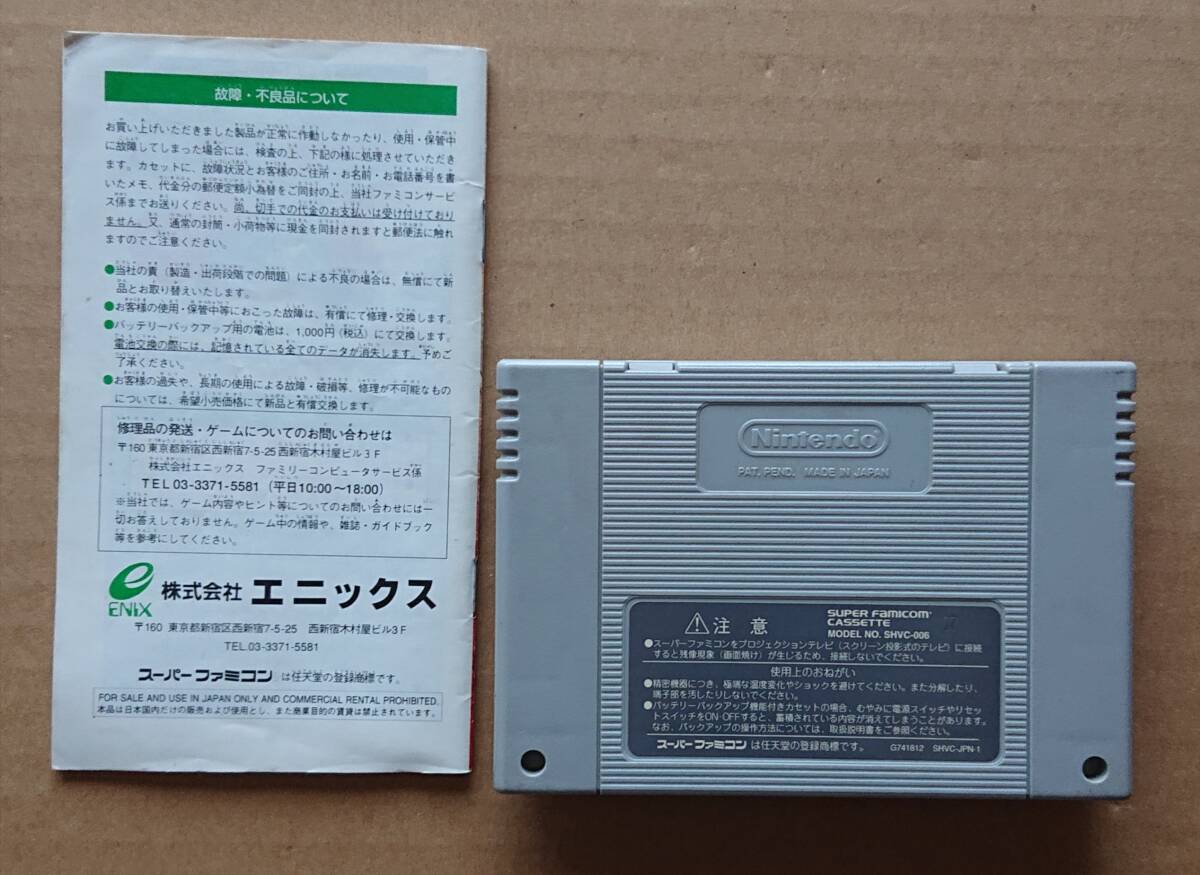 故障・不良品について
お買い上げいただきました製品が正常に作動しなかったり、使用・保管中
に故障してしまった場合には、検査の上、下記の様に処理させていただき
ます。カセットに、故障状況とお客様のご住所・お名前・お電話番号を書
いたメモ、代金分の郵便定額小為替をご同封の上、当社ファミコンサービ
ス係までお送りください。尚、切手での代金のお支払いは受け付けており
ません。又、通常の封筒・小荷物等に現金を同封されますと郵便法に触れ
ますのでご注意ください。
●当社の責（製造・出荷段階での問題）による不良の場合は、無償にて新
品とお取り替えいたします。
●お客様の使用・保管中等におこった故障は、有償にて修理・交換します。
●バッテリーバックアップ用の電池は、1,000円（税込）にて交換します。
電池交換の際には、記憶されている全てのデータが消失します。予めご
了承ください。
●お客様の過失や、長期の使用による故障・破損等、修理が不可能なもの
については、希望小売価格にて新品と有償交換します。
修理品の発送・ゲームについてのお問い合わせは
〒160 東京都新宿区西新宿7-5-25 西新宿木村屋ビル3F
株式会社エニックス ファミリーコンピュータサービス係
TEL 03-3371-5581（平日10:00〜18:00）
※当社では、ゲーム内容やヒント等についてのお問い合わせには一
切お答えしておりません。ゲーム中の情報や、雑誌・ガイドブック
等を参考にしてください。
ENIX
株式会社 エニックス
〒160 東京都新宿区西新宿7-5-25 西新宿木村屋ビル3F
TEL.03-3371-5581
スーパーファミコン は任天堂の登録商標です。
FOR SALE AND USE IN JAPAN ONLY AND COMMERCIAL RENTAL PROHIBITED.
本品は日本国内だけの販売および使用とし、また商業目的の賃貸は禁止されています。
Nintendo
PAT. PEND. MADE IN JAPAN
注意
SUPER FAMICOM
CASSETTE
MODEL NO. SHVC-006
●スーパーファミコンをプロジェクションテレビ（スクリーン投影式のテレビ）に接続
すると残像現象（画面焼け）が生じるため、接続しないでください。
使用上のおねがい
●精密機器につき、極端な温度変化やショックを避けてください。また分解したり、
端子部を汚したりしないでください。
●バッテリーバックアップ機能付きカセットの場合、むやみに電源スイッチやリセッ
トスイッチをON・OFFすると、蓄積されている内容が消えてしまうことがあります。
なお、バックアップの操作方法については、取扱説明書をご参照ください。
スーパーファミコン は任天堂の登録商標です。
G741812 SHVC-JPN-1